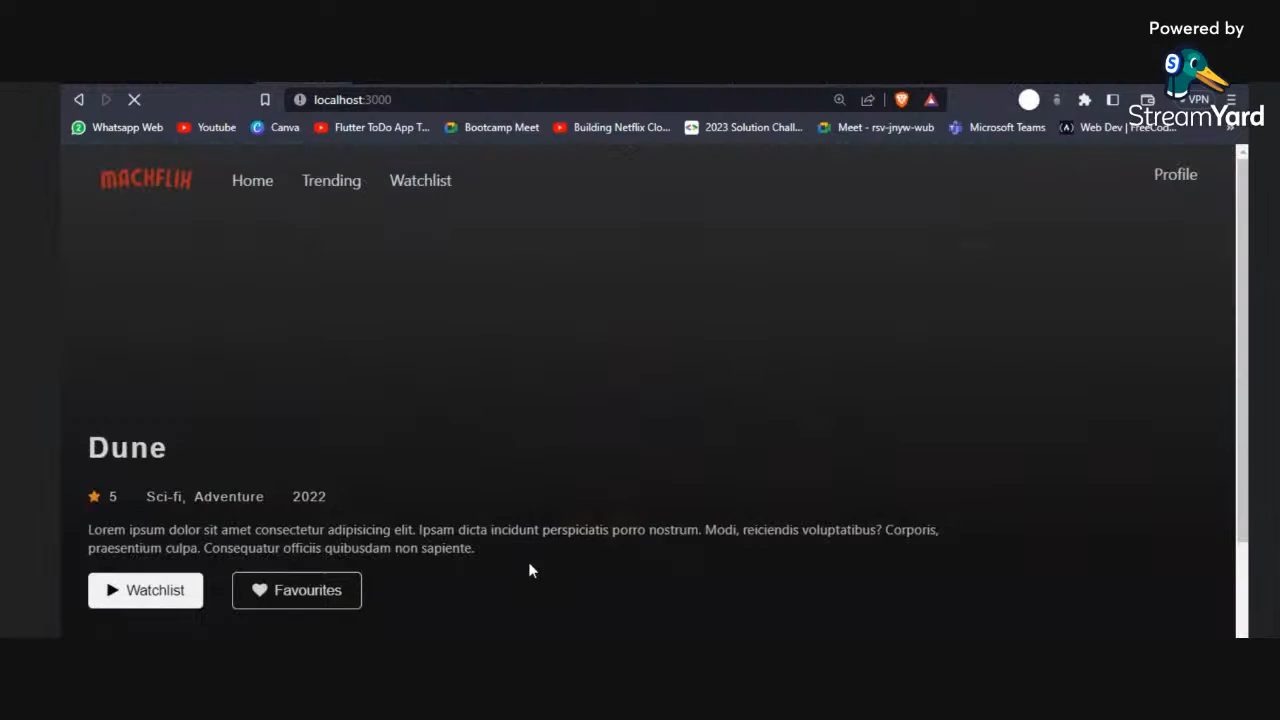 Powered by
StreamYard
localhost:3000
VPN
Whatsapp Web
Youtube
Canva
Flutter ToDo App T...
Bootcamp Meet
Building Netflix Clo...
2023 Solution Chall...
Meet - rsv-jnyw-wub
Microsoft Teams
Web Dev | FreeCod...
MACHFLIX
Home
Trending
Watchlist
Profile
Dune
5 Sci-fi, Adventure 2022
Lorem ipsum dolor sit amet consectetur adipisicing elit. Ipsam dicta incidunt perspiciatis porro nostrum. Modi, reiciendis voluptatibus? Corporis,
praesentium culpa. Consequatur officiis quibusdam non sapiente.
Watchlist
Favourites